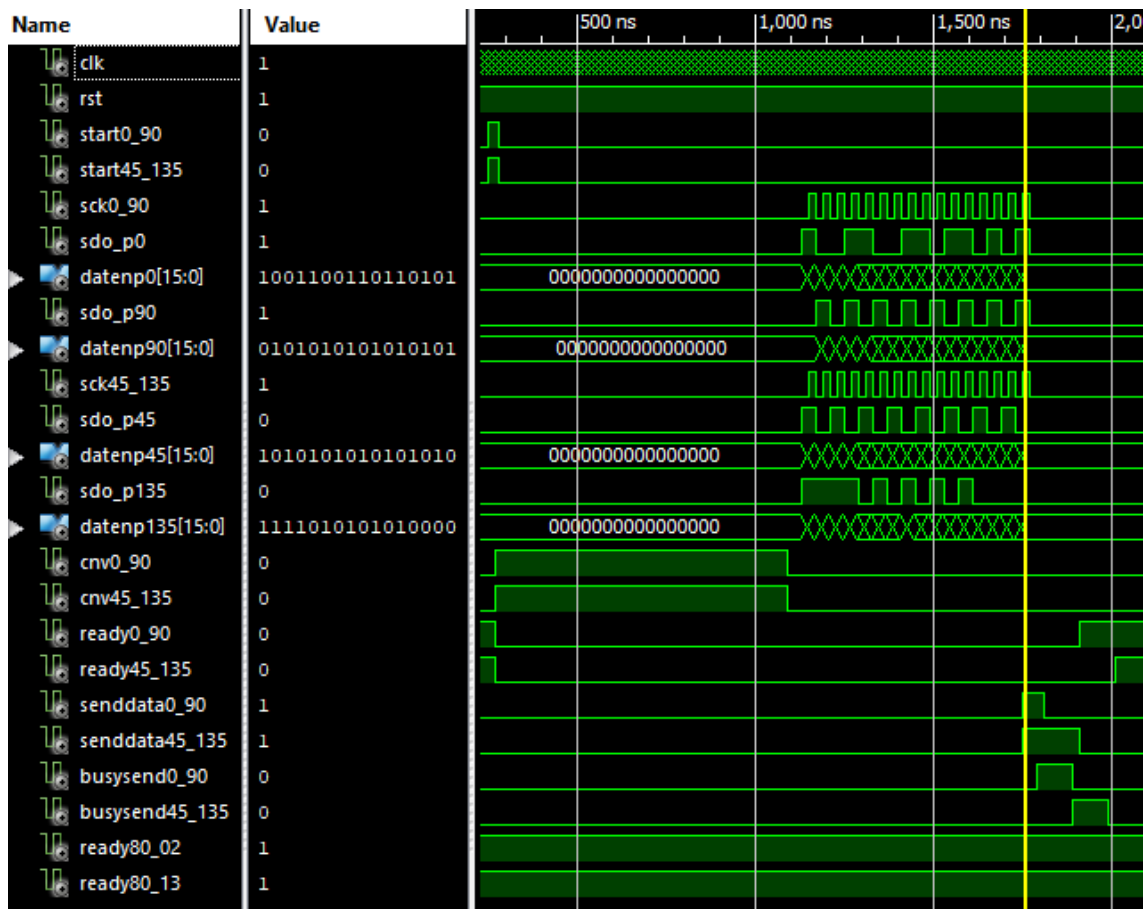 Name Value 500 ns 1,000 ns 1,500 ns 2,0
clk 1
rst 1
start0_90 0
start45_135 0
sck0_90 1
sdo_p0 1
datenp0[15:0] 1001100110110101 0000000000000000
sdo_p90 1
datenp90[15:0] 0101010101010101 0000000000000000
sck45_135 1
sdo_p45 0
datenp45[15:0] 1010101010101010 0000000000000000
sdo_p135 0
datenp135[15:0] 1111010101010000 0000000000000000
cnv0_90 0
cnv45_135 0
ready0_90 0
ready45_135 0
senddata0_90 1
senddata45_135 1
busysend0_90 0
busysend45_135 0
ready80_02 1
ready80_13 1